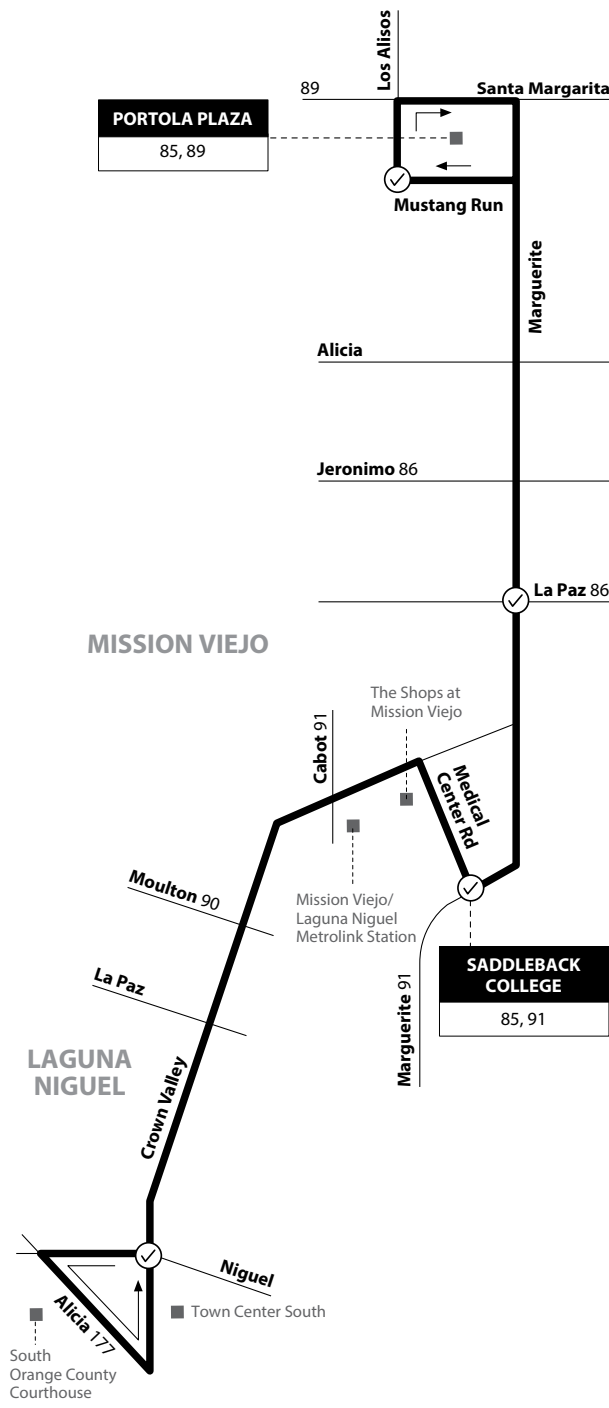 Los Alisos
89
Santa Margarita
PORTOLA PLAZA
85, 89
Mustang Run
Marguerite
Alicia
Jeronimo 86
La Paz 86
MISSION VIEJO
The Shops at
Mission Viejo
Cabot 91
Medical
Center Rd
Moulton 90
Mission Viejo/
Laguna Niguel
Metrolink Station
SADDLEBACK
COLLEGE
85, 91
La Paz
Marguerite 91
LAGUNA
NIGUEL
Crown Valley
Niguel
Town Center South
Alicia 177
South
Orange County
Courthouse